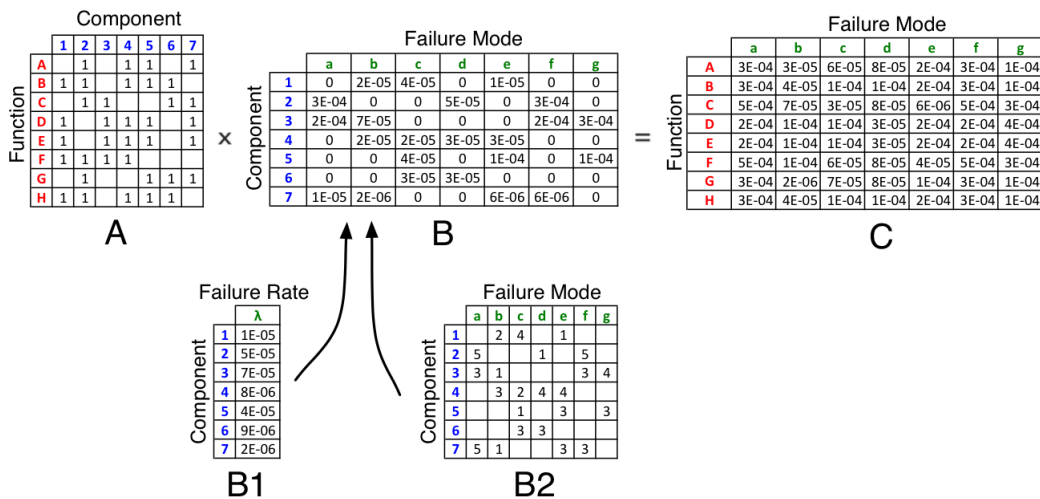 Component
1 2 3 4 5 6 7
A 1 1 1 1
B 1 1 1 1 1
C 1 1 1 1
D 1 1 1 1 1
E 1 1 1 1 1
F 1 1 1 1
G 1 1 1 1
H 1 1 1 1 1
Function
A
×
Failure Mode
a b c d e f g
1 0 2E-05 4E-05 0 1E-05 0 0
2 3E-04 0 0 5E-05 0 3E-04 0
3 2E-04 7E-05 0 0 0 2E-04 3E-04
4 0 2E-05 2E-05 3E-05 3E-05 0 0
5 0 0 4E-05 0 1E-04 0 1E-04
6 0 0 3E-05 3E-05 0 0 0
7 1E-05 2E-06 0 0 6E-06 6E-06 0
Component
B
=
Failure Mode
a b c d e f g
A 3E-04 3E-05 6E-05 8E-05 2E-04 3E-04 1E-04
B 3E-04 4E-05 1E-04 1E-04 2E-04 3E-04 1E-04
C 5E-04 7E-05 3E-05 8E-05 6E-06 5E-04 3E-04
D 2E-04 1E-04 1E-04 3E-05 2E-04 2E-04 4E-04
E 2E-04 1E-04 1E-04 3E-05 2E-04 2E-04 4E-04
F 5E-04 1E-04 6E-05 8E-05 4E-05 5E-04 3E-04
G 3E-04 2E-06 7E-05 8E-05 1E-04 3E-04 1E-04
H 3E-04 4E-05 1E-04 1E-04 2E-04 3E-04 1E-04
Function
C
Failure Rate
λ
1 1E-05
2 5E-05
3 7E-05
4 8E-06
5 4E-05
6 9E-06
7 2E-06
Component
B1
Failure Mode
a b c d e f g
1 2 4 1
2 5 1 5
3 3 1 3 4
4 3 2 4 4
5 1 3 3
6 3 3
7 5 1 3 3
Component
B2